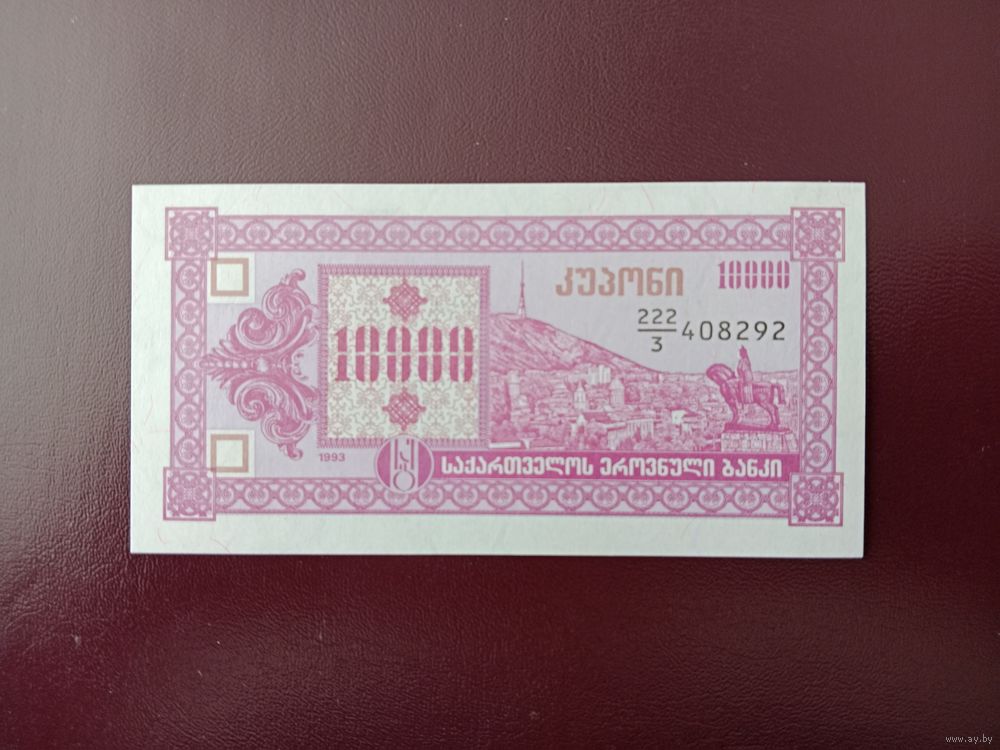 კუპონი 10000
222/3 408292
10000
1993
საქართველოს ეროვნული ბანკი
www.ay.by